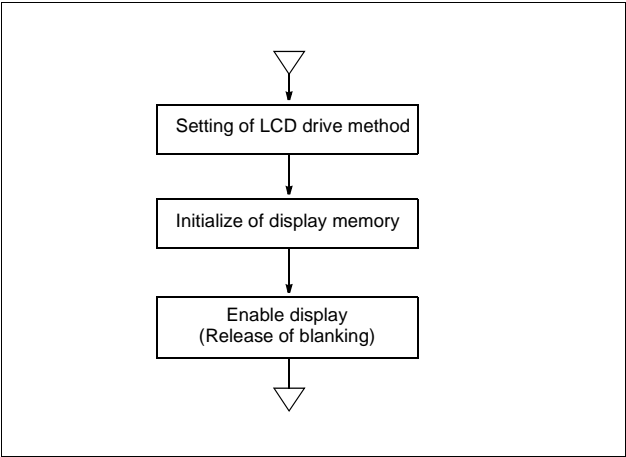 Setting of LCD drive method
Initialize of display memory
Enable display
(Release of blanking)